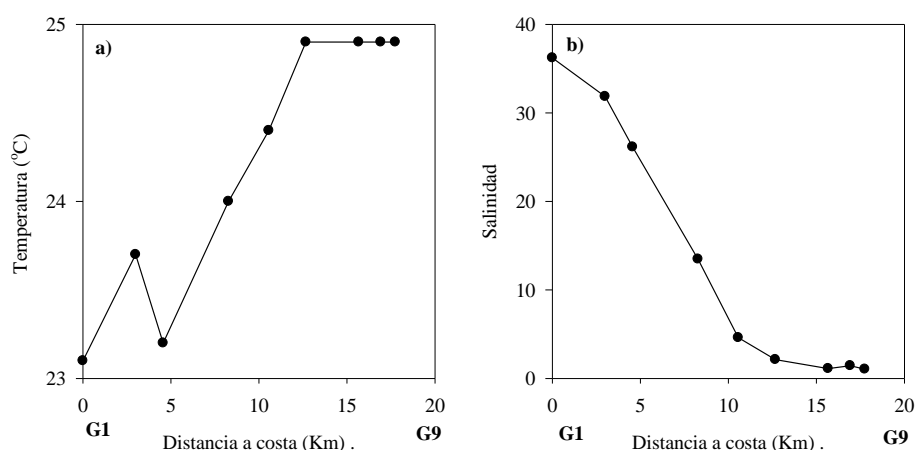 a)
25
24
23
Temperatura (°C)
0 5 10 15 20
G1 G9
Distancia a costa (Km) .
b)
40
30
20
10
0
Salinidad
0 5 10 15 20
G1 G9
Distancia a costa (Km) .